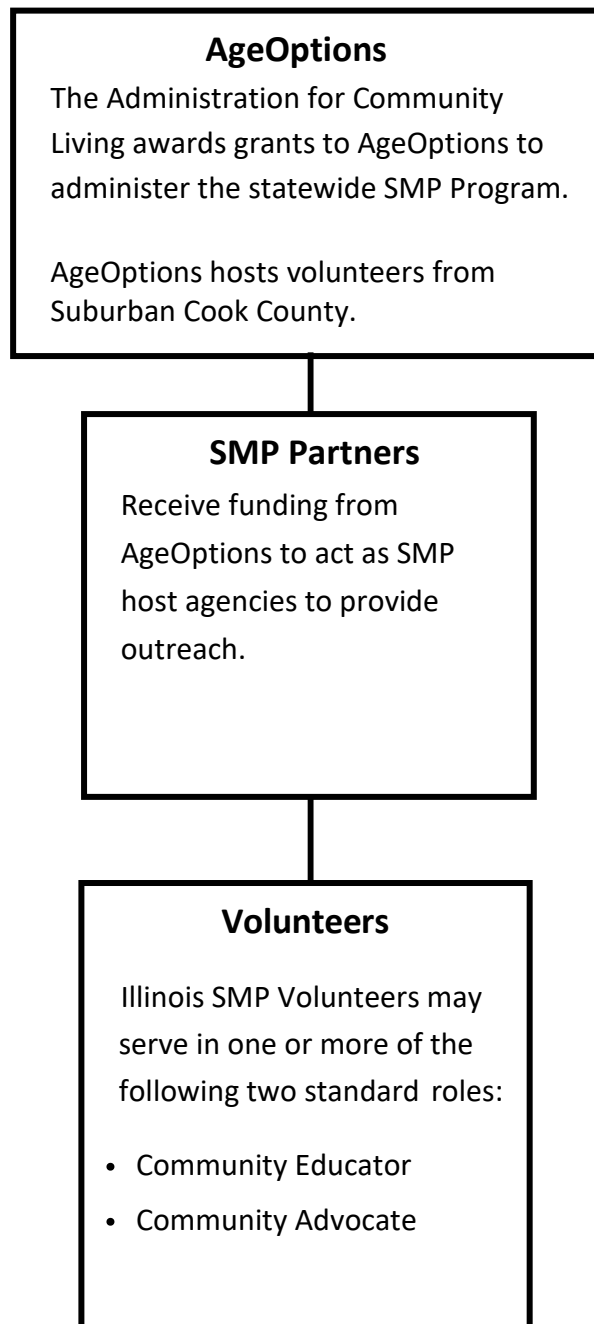 AgeOptions
The Administration for Community
Living awards grants to AgeOptions to
administer the statewide SMP Program.
AgeOptions hosts volunteers from
Suburban Cook County.
SMP Partners
Receive funding from
AgeOptions to act as SMP
host agencies to provide
outreach.
Volunteers
Illinois SMP Volunteers may
serve in one or more of the
following two standard roles:
• Community Educator
• Community Advocate